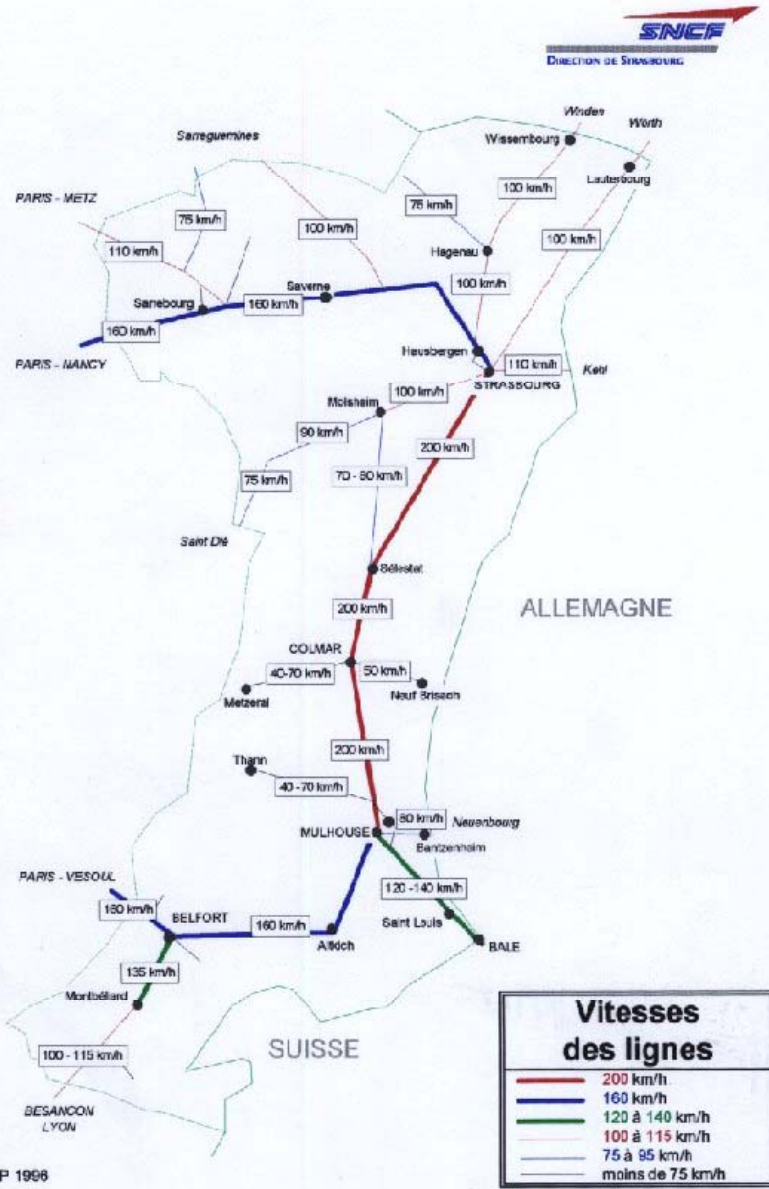 SNCF
DIRECTION DE STRASBOURG
Winden
Wissembourg
Wörth
Sarreguemines
Lauterbourg
100 km/h
75 km/h
PARIS - METZ
75 km/h
100 km/h
100 km/h
110 km/h
Hagenau
Saverne
100 km/h
Sarrebourg
160 km/h
160 km/h
Hausbergen
PARIS - NANCY
110 km/h
Kehl
STRASBOURG
100 km/h
Molsheim
90 km/h
200 km/h
75 km/h
70 - 80 km/h
Saint Dié
Sélestat
200 km/h
ALLEMAGNE
COLMAR
40-70 km/h
50 km/h
Metzeral
Neuf Brisach
200 km/h
Thann
40 -70 km/h
80 km/h
Neuenbourg
MULHOUSE
Bantzenheim
PARIS - VESOUL
120 -140 km/h
160 km/h
BELFORT
160 km/h
Saint Louis
Altkich
BALE
135 km/h
Montbéliard
SUISSE
100 - 115 km/h
BESANCON
LYON
Vitesses
des lignes
200 km/h
160 km/h
120 à 140 km/h
100 à 115 km/h
75 à 95 km/h
moins de 75 km/h
P 1996